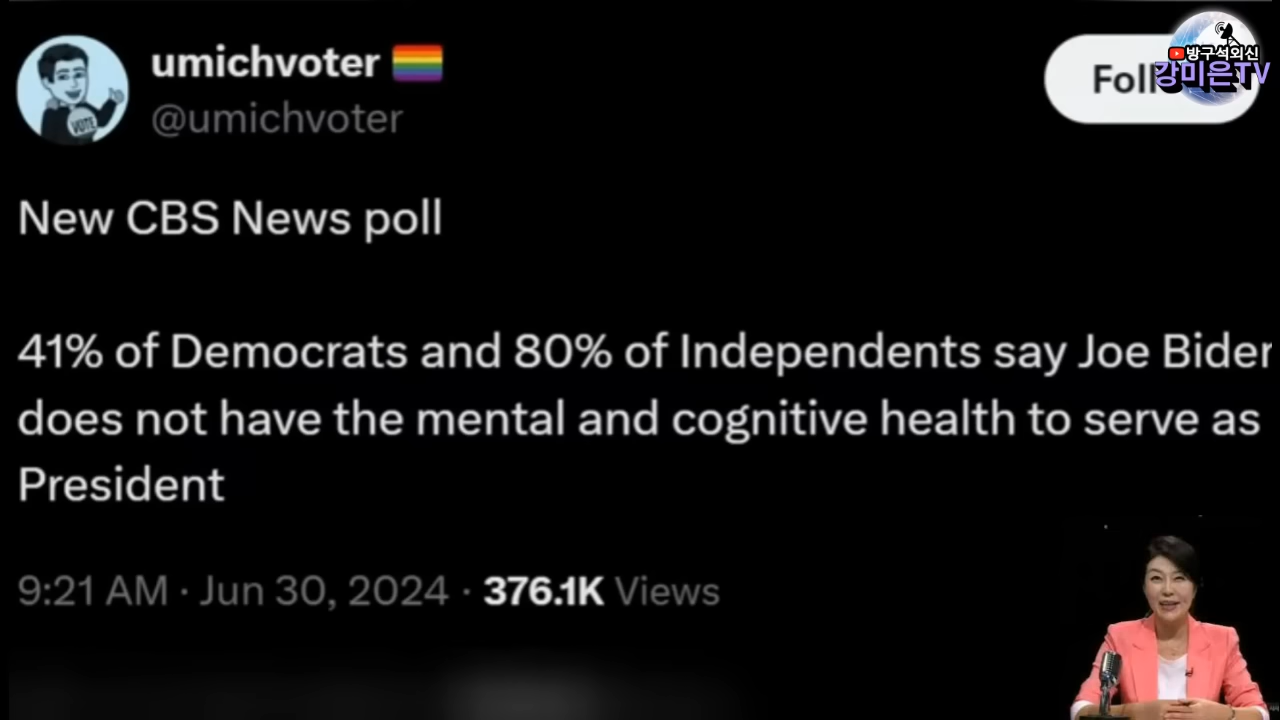 umichvoter 🏳️‍🌈
@umichvoter
방구석외신
강미은TV
New CBS News poll
41% of Democrats and 80% of Independents say Joe Biden
does not have the mental and cognitive health to serve as
President
9:21 AM · Jun 30, 2024 · 376.1K Views
VOTE